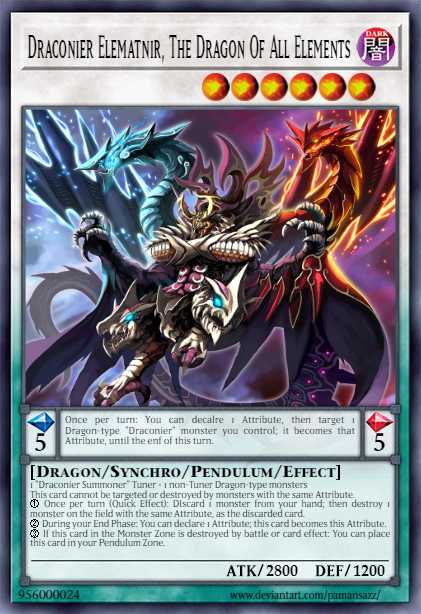 Draconier Elematnir, The Dragon Of All Elements
DARK
闇
Once per turn: You can decalre 1 Attribute, then target 1
Dragon-type "Draconier" monster you control; it becomes that
Attribute, until the enf of this turn.
5
5
[Dragon/Synchro/Pendulum/Effect]
1 "Draconier Summoner" Tuner - 1 non-Tuner Dragon-type monsters
This card cannot be targeted or destroyed by monsters with the same Attribute.
① Once per turn (Quick Effect): Discard 1 monster from your hand; then destroy 1
monster on the field with the same Attribute, as the discarded card.
② During your End Phase: You can declare 1 Attribute; this card becomes this Attribute.
③ If this card in the Monster Zone is destroyed by battle or card effect: You can place
this card in your Pendulum Zone.
ATK/2800 DEF/1200
956000024
www.deviantart.com/pamansazz/